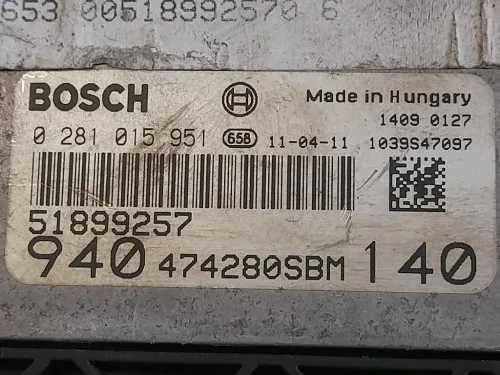 653 00518992570 6
BOSCH Made in Hungary
1409 0127
0 281 015 951 658 11-04-11 1039S47097
51899257
940 474280SBM 140